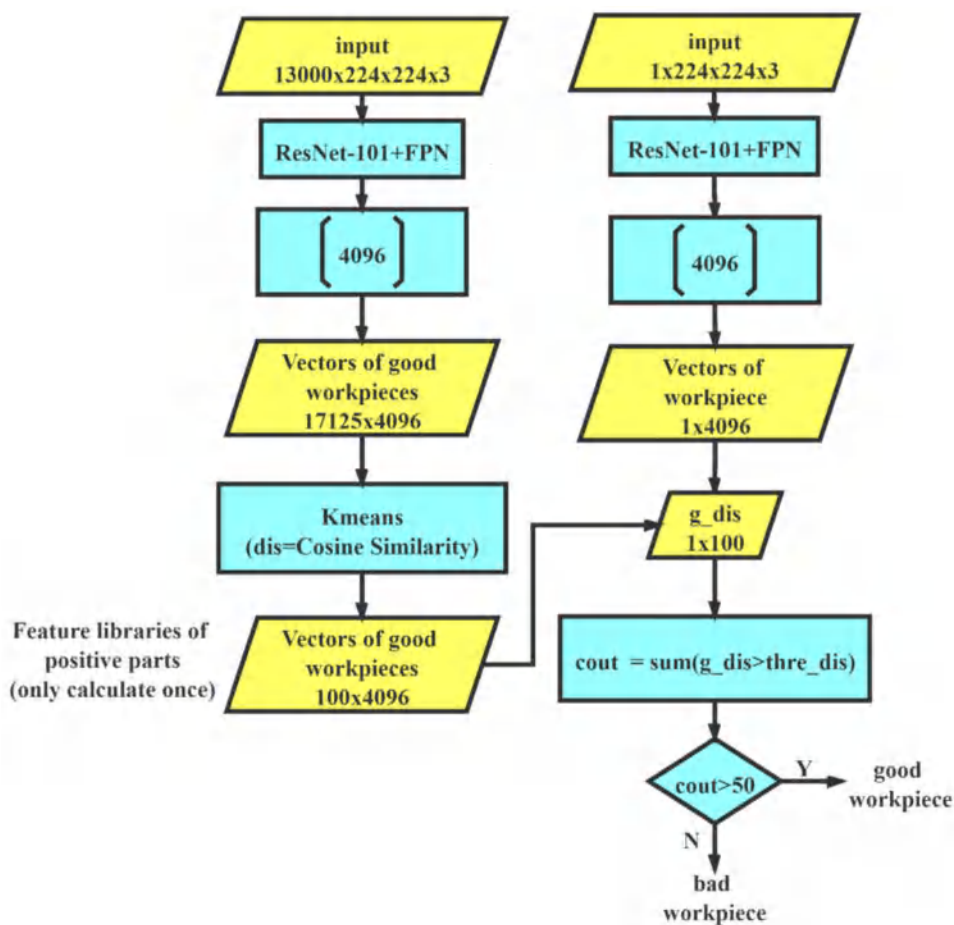 input
13000x224x224x3
ResNet-101+FPN
[4096]
Vectors of good
workpieces
17125x4096
Kmeans
(dis=Cosine Similarity)
Feature libraries of
positive parts
(only calculate once)
Vectors of good
workpieces
100x4096
input
1x224x224x3
ResNet-101+FPN
[4096]
Vectors of
workpiece
1x4096
g_dis
1x100
cout = sum(g_dis>thre_dis)
cout>50
Y
good
workpiece
N
bad
workpiece